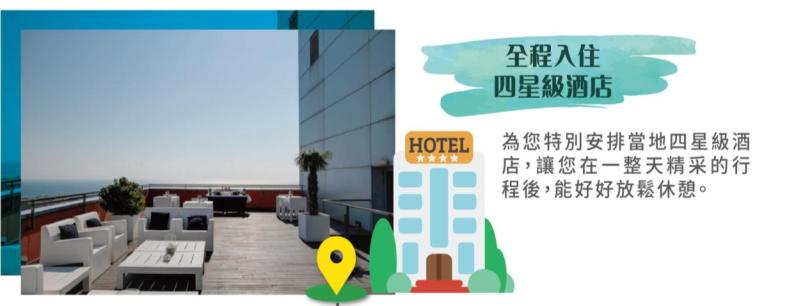 全程入住
四星級酒店
HOTEL
為您特別安排當地四星級酒
店，讓您在一整天精采的行
程後，能好好放鬆休憩。